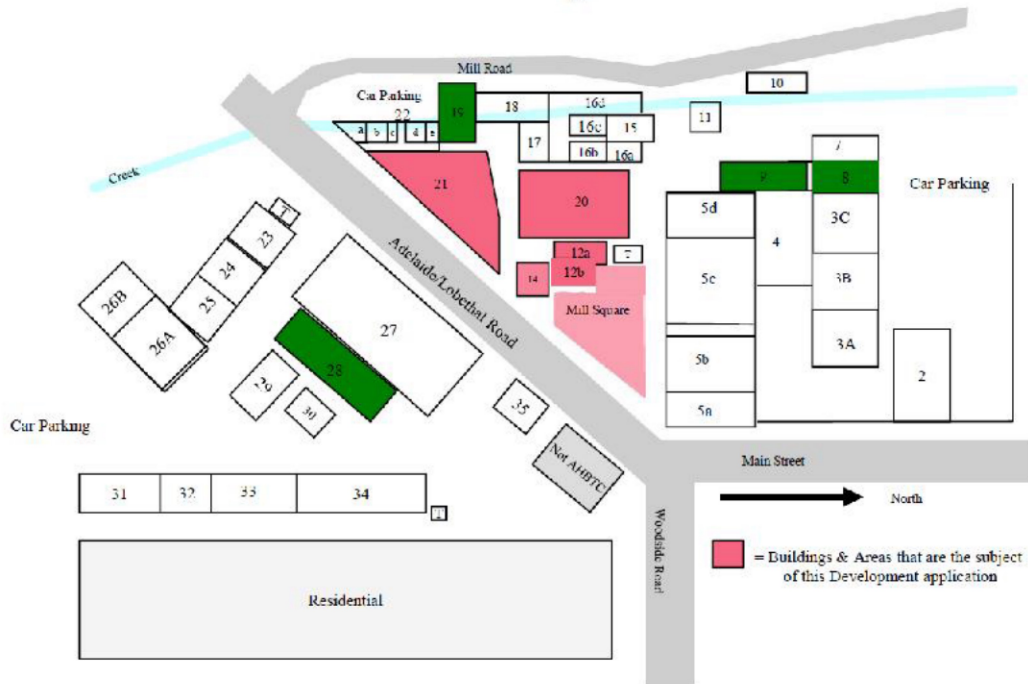 Mill Road
10
Car Parking
22
19
18
16d
11
a
b
c
d
e
17
16c
15
16b
16a
7
Creek
21
20
9
8
Car Parking
T
23
5d
4
3C
24
12a
T
25
14
12b
5c
3B
26B
26A
Adelaide/Lobethal Road
27
Mill Square
3A
28
5b
2
29
30
35
5a
Car Parking
Not AHBTC
Main Street
31
32
33
34
T
North
Woodside Road
= Buildings & Areas that are the subject
of this Development application
Residential